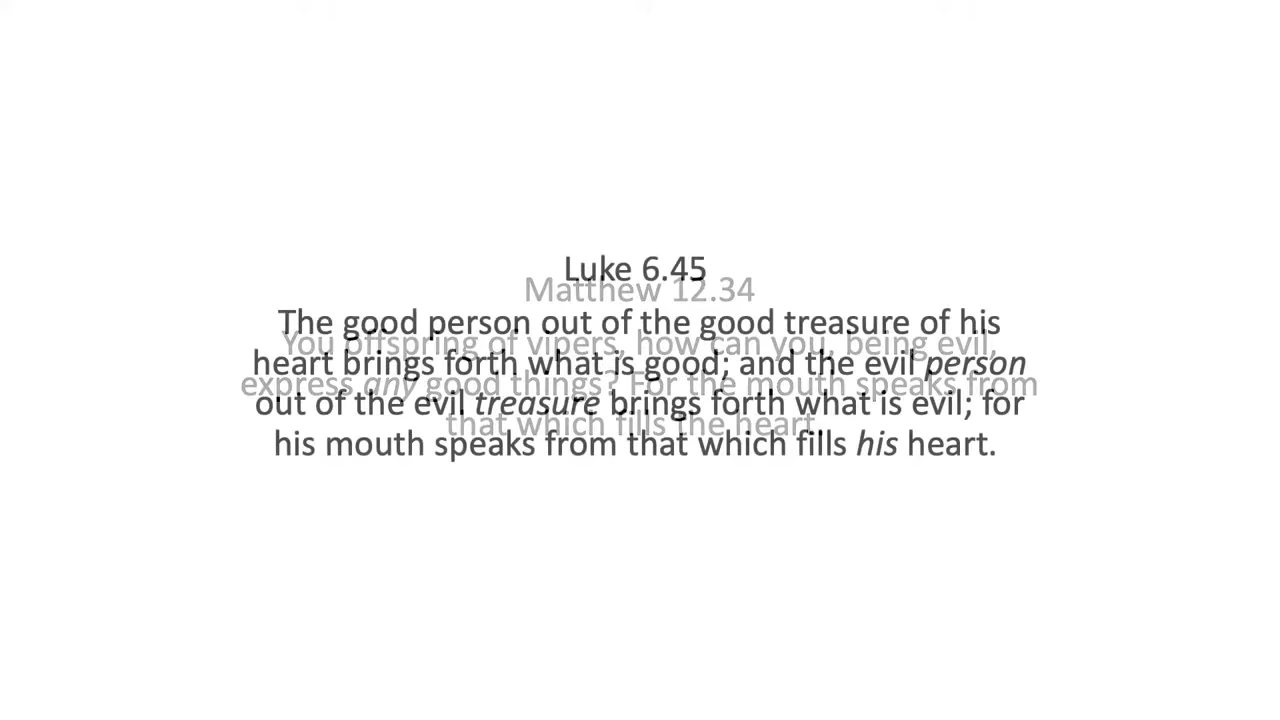 Luke 6.45
The good person out of the good treasure of his
heart brings forth what is good; and the evil person
out of the evil treasure brings forth what is evil; for
his mouth speaks from that which fills his heart.
Matthew 12.34
You offspring of vipers, how can you, being evil,
express any good things? For the mouth speaks from
that which fills the heart.